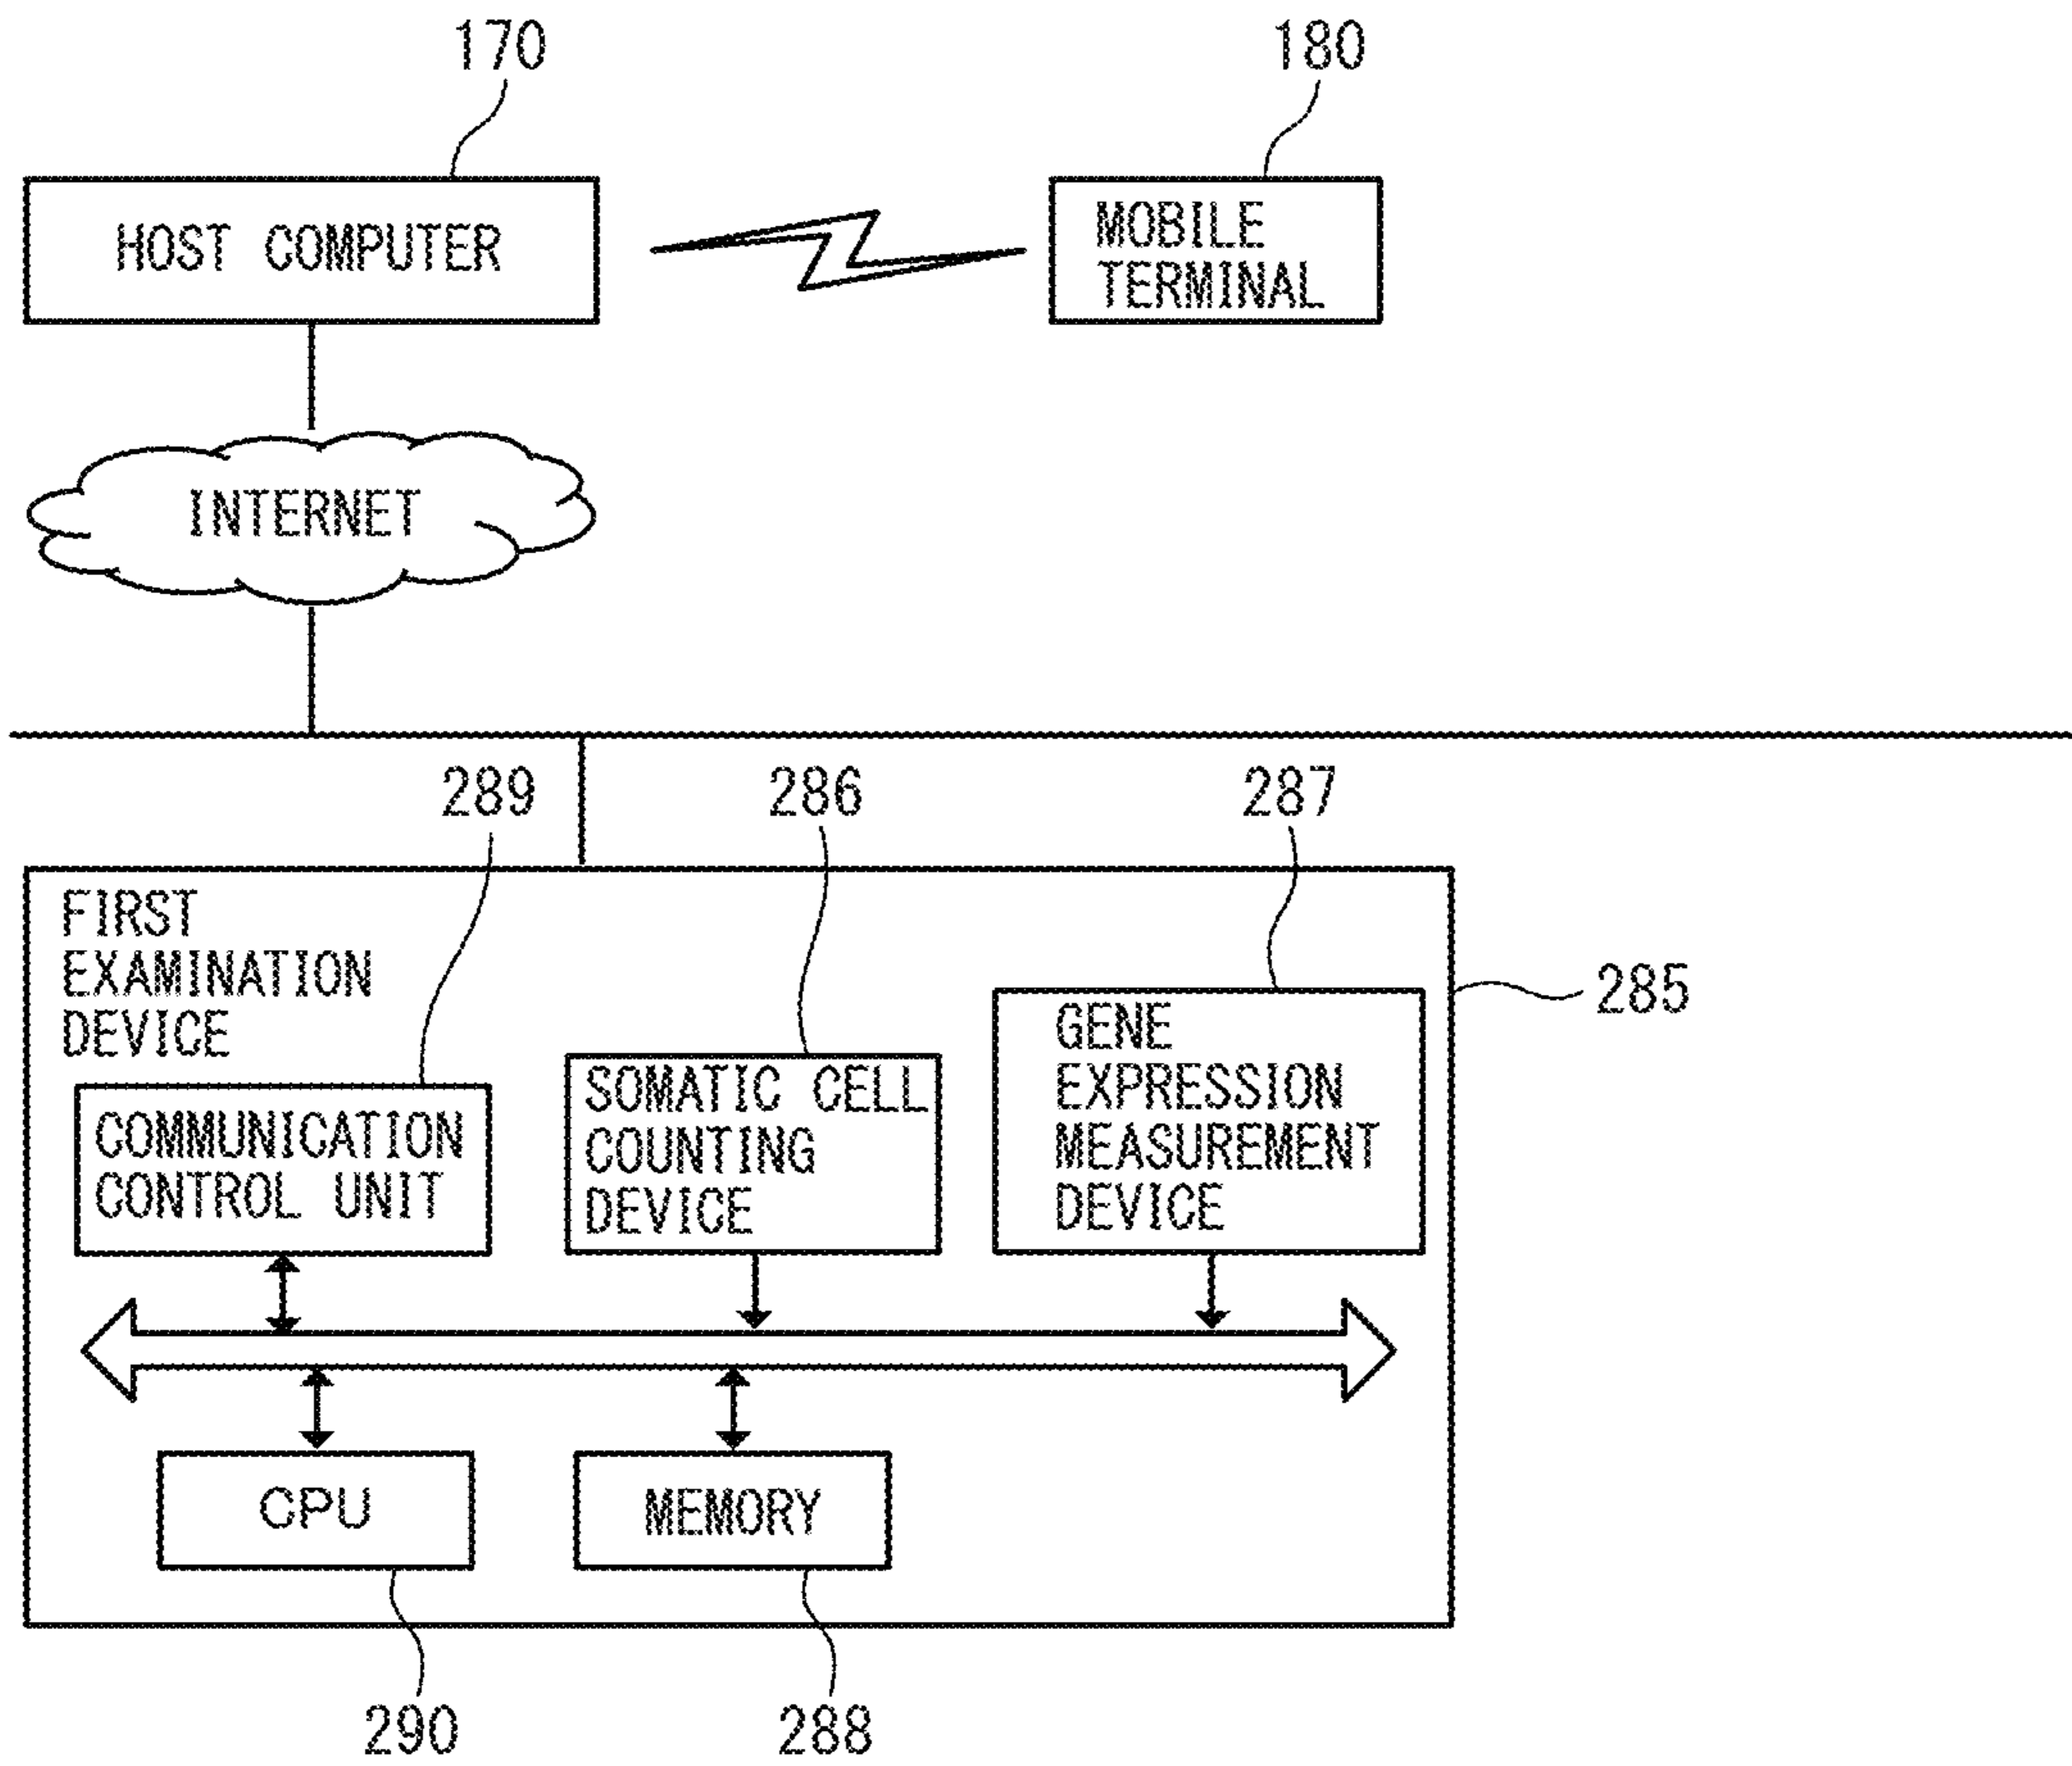 170
180
HOST COMPUTER
MOBILE
TERMINAL
INTERNET
289
286
287
FIRST
EXAMINATION
DEVICE
285
COMMUNICATION
CONTROL UNIT
SOMATIC CELL
COUNTING
DEVICE
GENE
EXPRESSION
MEASUREMENT
DEVICE
CPU
MEMORY
290
288